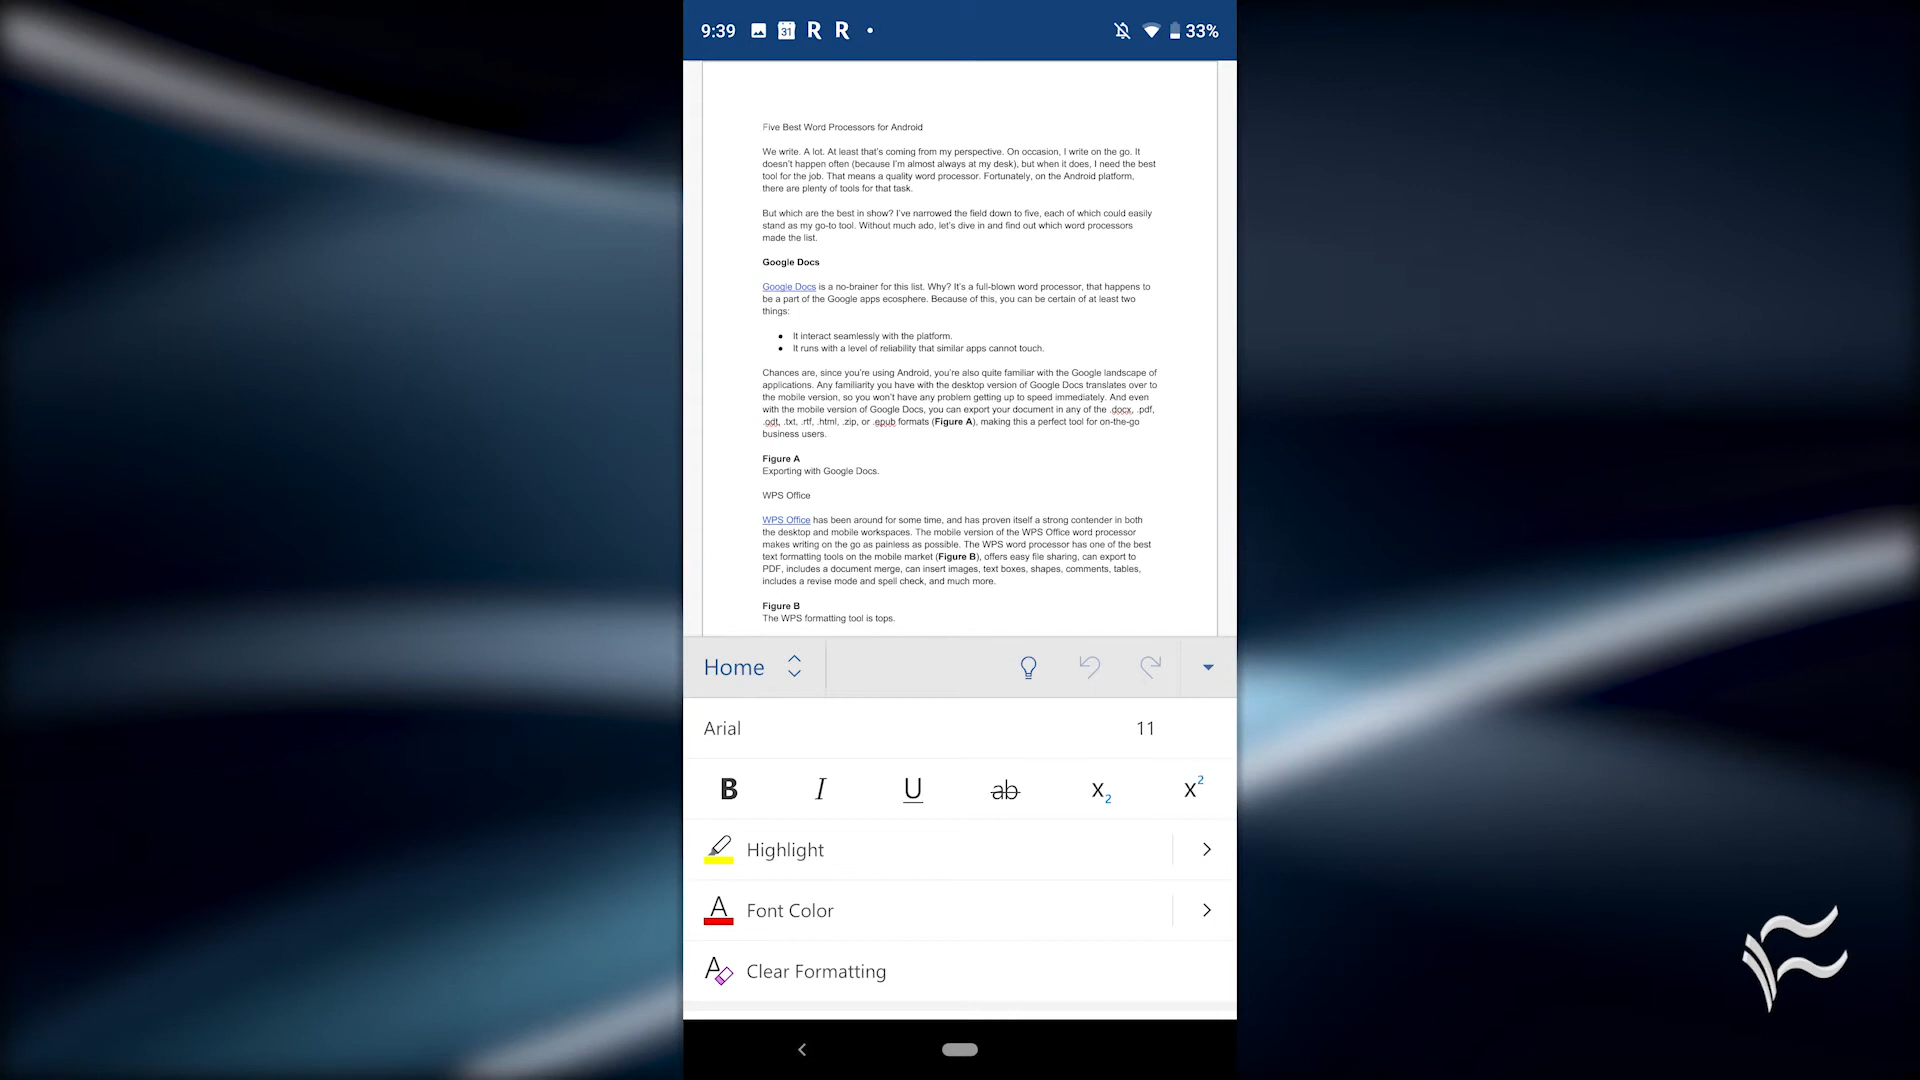 9:39 31 R R 33%
Five Best Word Processors for Android
We write. A lot. At least that's coming from my perspective. On occasion, I write on the go. It
doesn't happen often (because I'm almost always at my desk), but when it does, I need the best
tool for the job. That means a quality word processor. Fortunately, on the Android platform,
there are plenty of tools for that task.
But which are the best in show? I've narrowed the field down to five, each of which could easily
stand as my go-to tool. Without much ado, let's dive in and find out which word processors
made the list.
Google Docs
Google Docs is a no-brainer for this list. Why? It's a full-blown word processor, that happens to
be a part of the Google apps ecosphere. Because of this, you can be certain of at least two
things:
● It interact seamlessly with the platform.
● It runs with a level of reliability that similar apps cannot touch.
Chances are, since you're using Android, you're also quite familiar with the Google landscape of
applications. Any familiarity you have with the desktop version of Google Docs translates over to
the mobile version, so you won't have any problem getting up to speed immediately. And even
with the mobile version of Google Docs, you can export your document in any of the .docx, .pdf,
.odt, .txt, .rtf, .html, .zip, or .epub formats (Figure A), making this a perfect tool for on-the-go
business users.
Figure A
Exporting with Google Docs.
WPS Office
WPS Office has been around for some time, and has proven itself a strong contender in both
the desktop and mobile workspaces. The mobile version of the WPS Office word processor
makes writing on the go as painless as possible. The WPS word processor has one of the best
text formatting tools on the mobile market (Figure B), offers easy file sharing, can export to
PDF, includes a document merge, can insert images, text boxes, shapes, comments, tables,
includes a revise mode and spell check, and much more.
Figure B
The WPS formatting tool is tops.
Home
Arial 11
B I U ab x2 x2
Highlight
A Font Color
A Clear Formatting